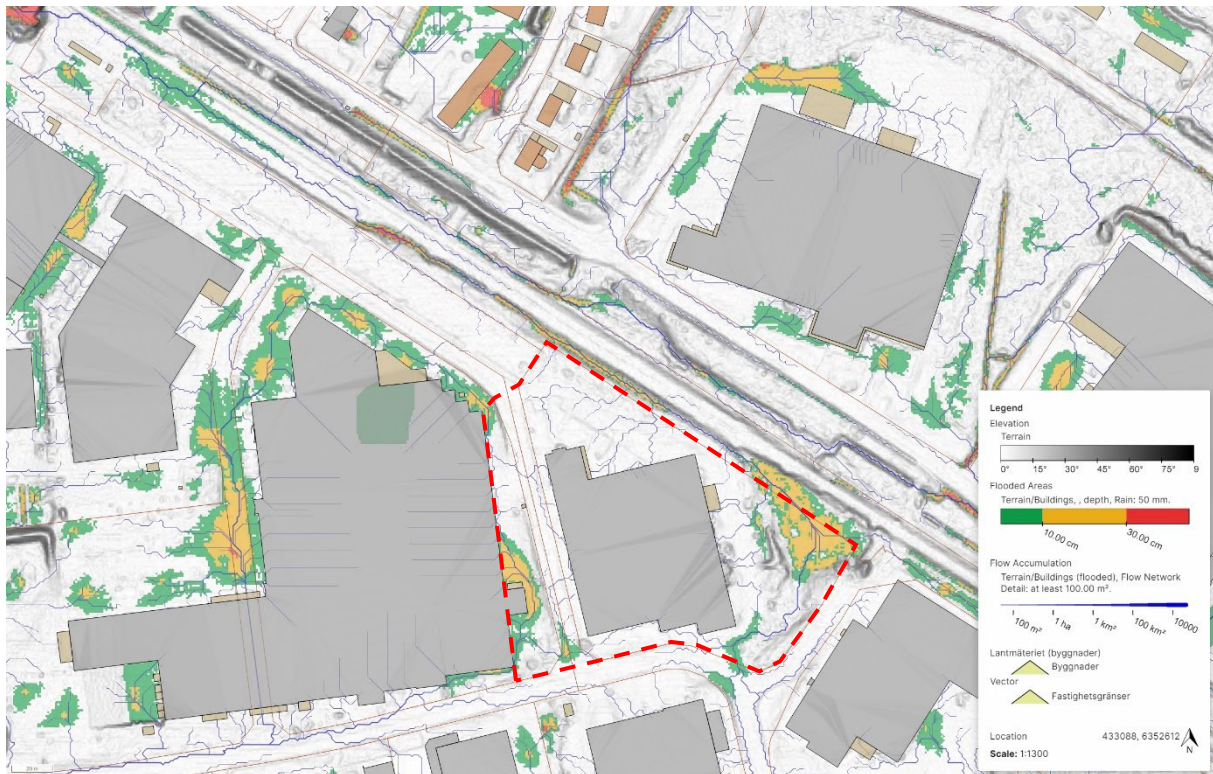 Legend
Elevation
Terrain
0° 15° 30° 45° 60° 75° 9
Flooded Areas
Terrain/Buildings, , depth, Rain: 50 mm.
10.00 cm 30.00 cm
Flow Accumulation
Terrain/Buildings (flooded), Flow Network
Detail: at least 100.00 m².
100 m² 1 ha 1 km² 100 km² 10000
Lantmäteriet (byggnader)
Byggnader
Vector
Fastighetsgränser
Location 433088, 6352612
N
Scale: 1:1300